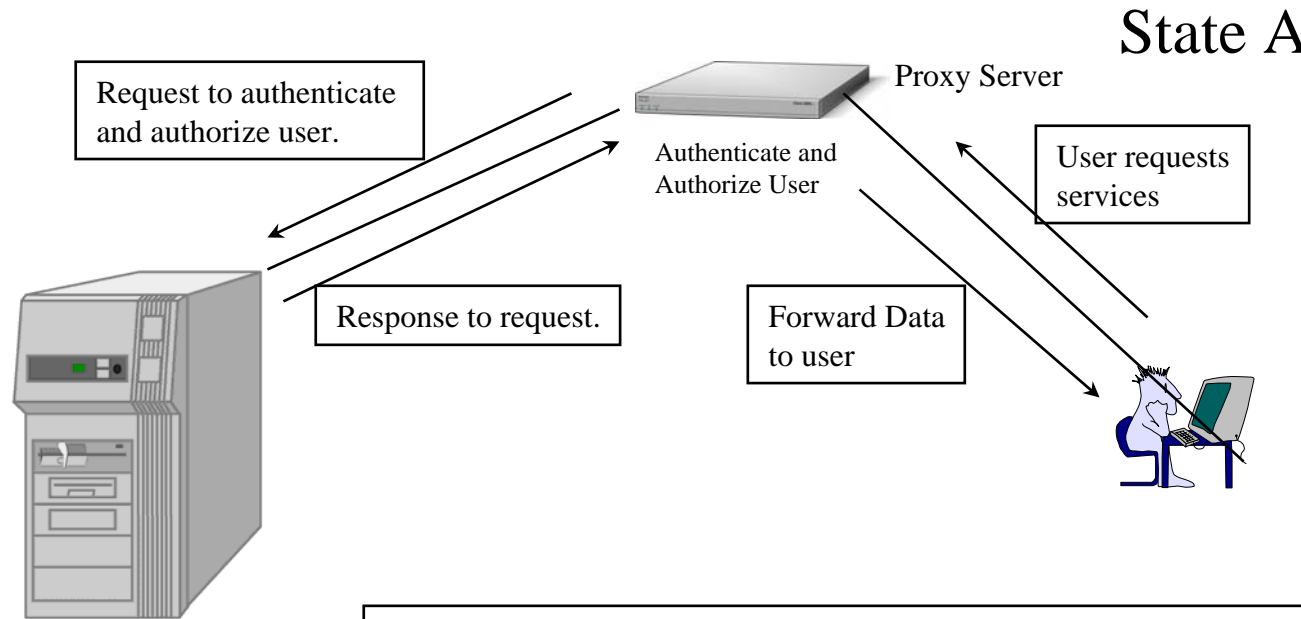 State A
Proxy Server
Request to authenticate
and authorize user.
Authenticate and
Authorize User
User requests
services
Response to request.
Forward Data
to user